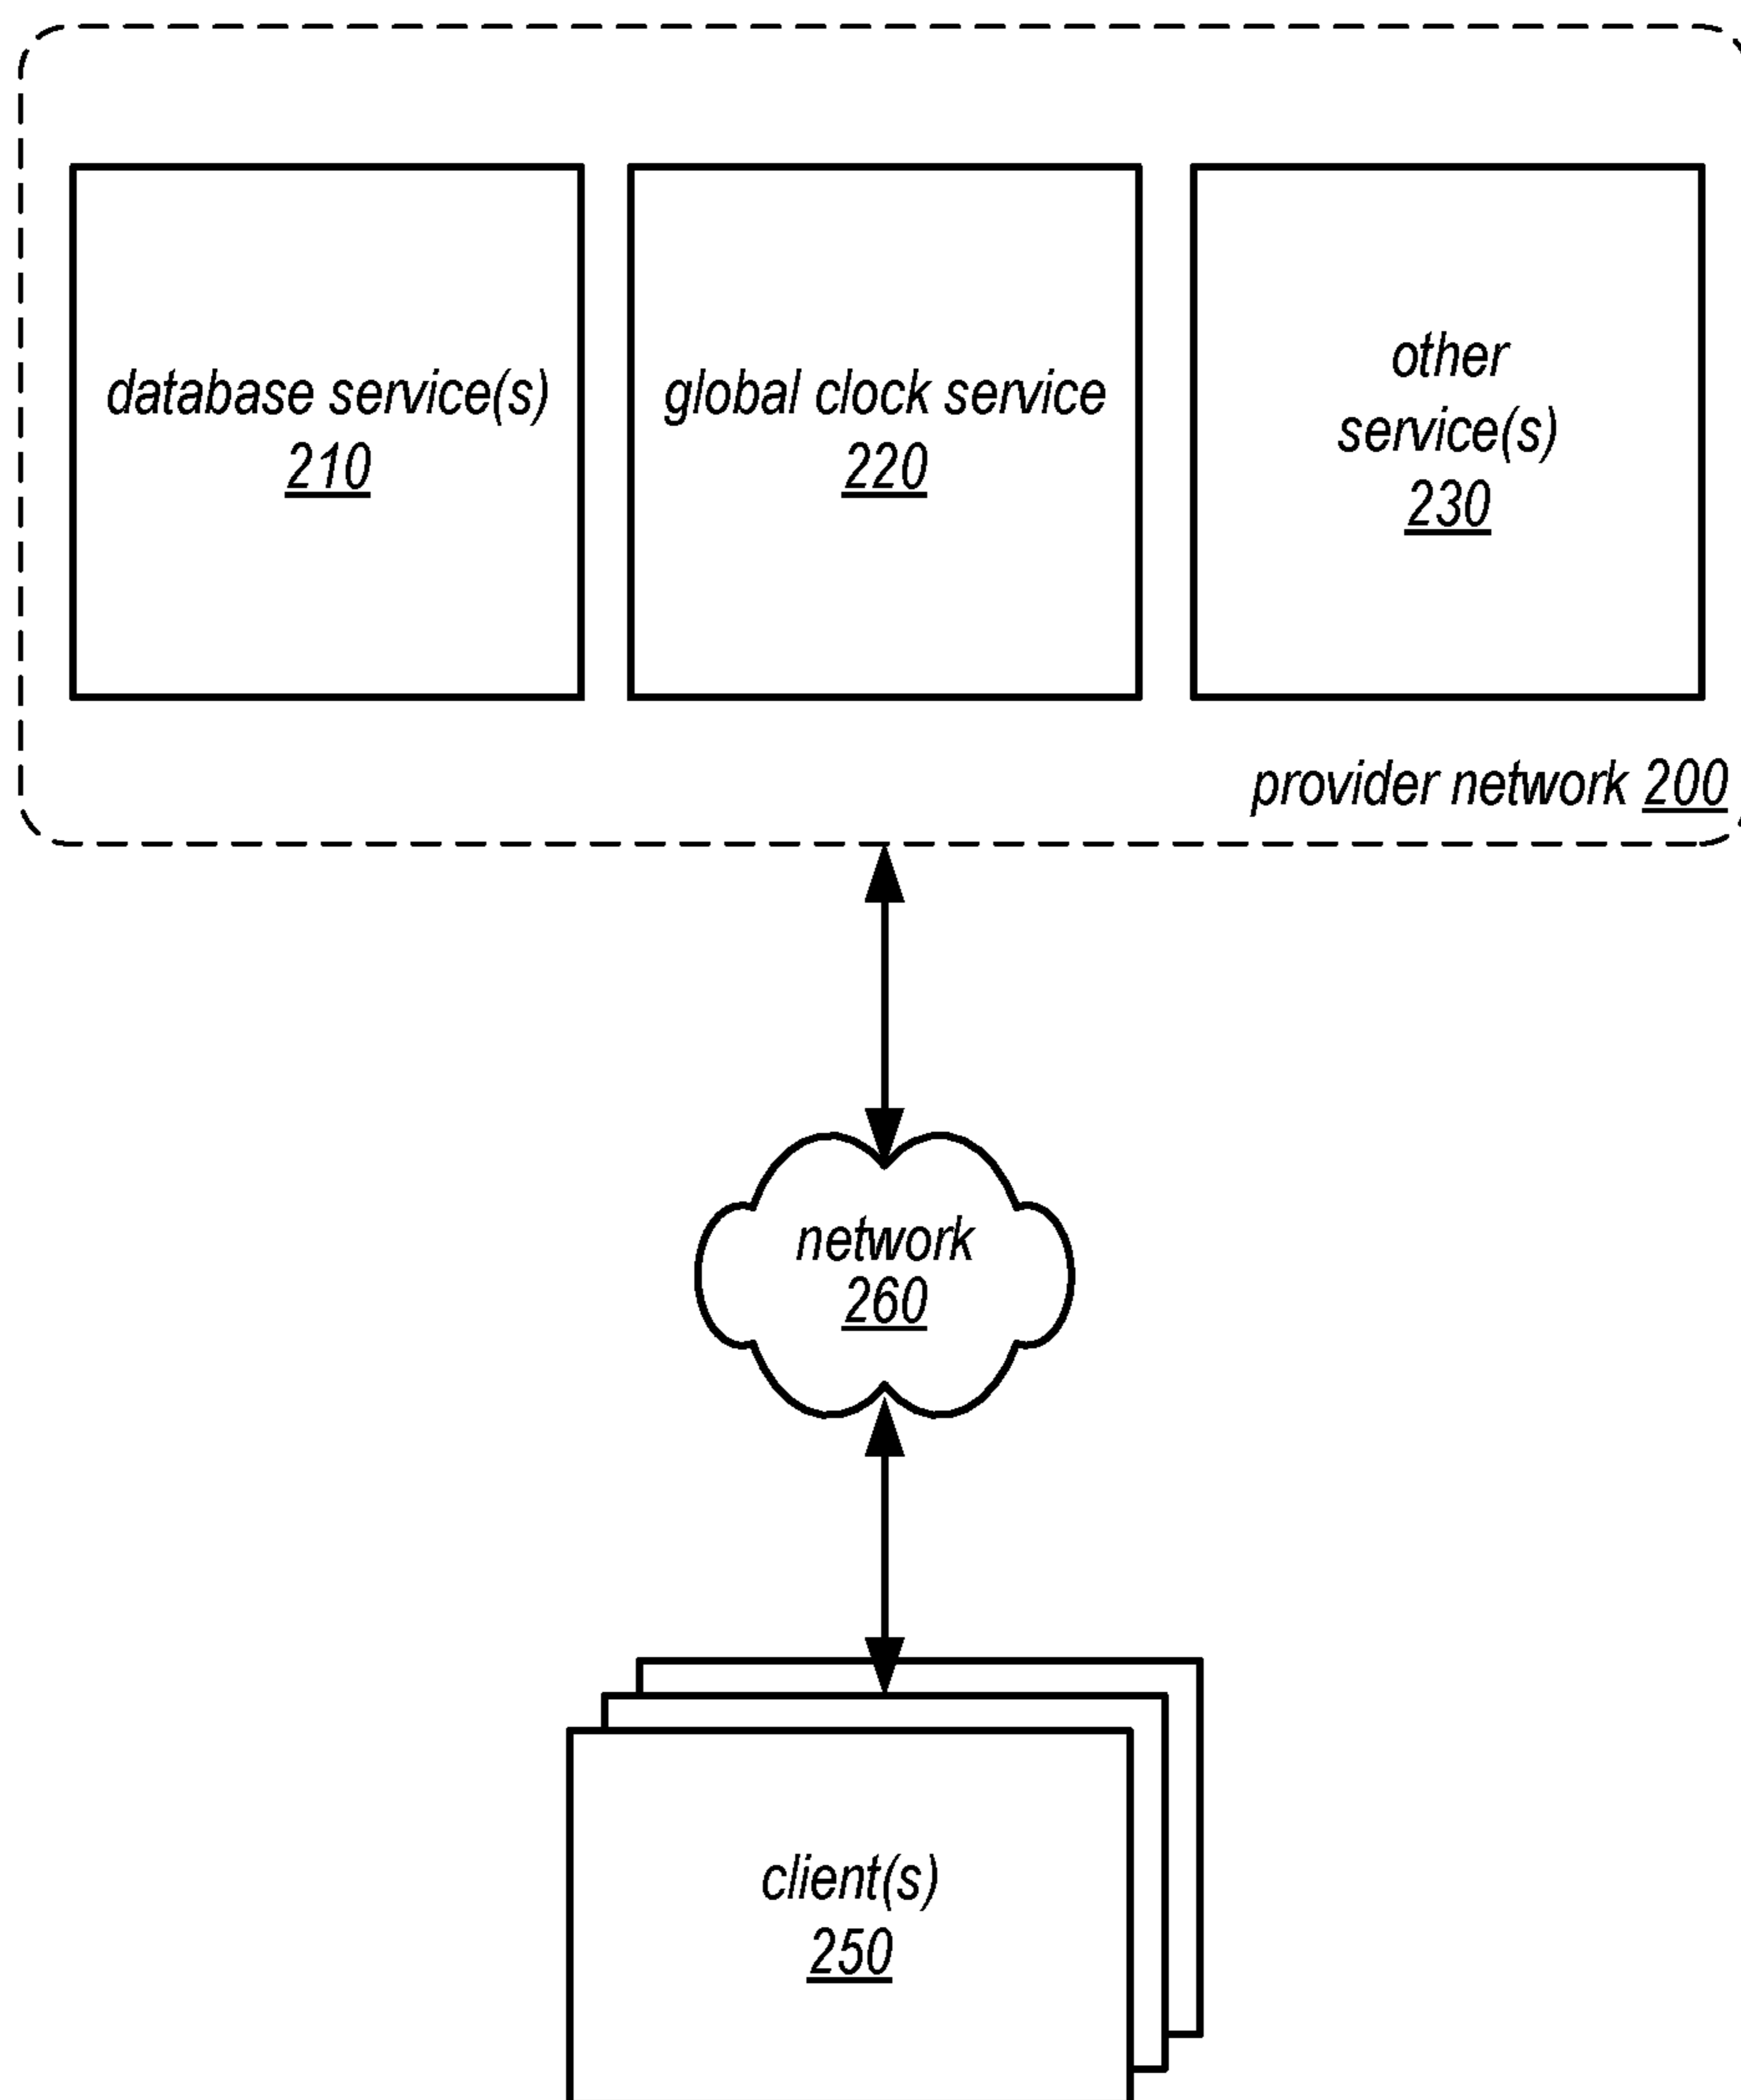 database service(s)
210
global clock service
220
other
service(s)
230
provider network 200
network
260
client(s)
250